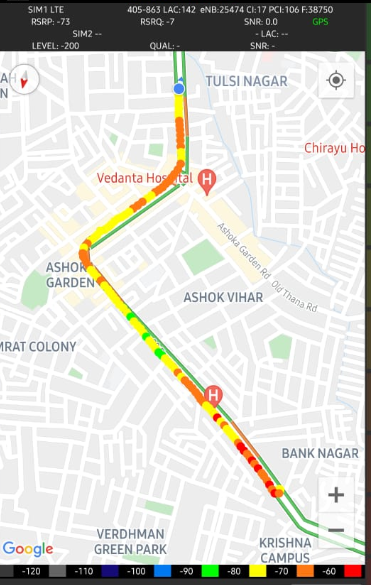 SIM1 LTE 405-863 LAC:142 eNB:25474 CI:17 PCI:106 F:38750
RSRP: -73 RSRQ: -7 SNR: 0.0 GPS
SIM2 -- - LAC: --
LEVEL: -200 QUAL: - SNR: -
TULSI NAGAR
AH
N
Chirayu Ho
Vedanta Hospital
H
Ashoka Garden Rd
Old Thana Rd
ASHOK
GARDEN
ASHOK VIHAR
MRAT COLONY
H
BANK NAGAR
+
−
VERDHMAN
GREEN PARK
KRISHNA
CAMPUS
Google
-120 -110 -100 -90 -80 -70 -60